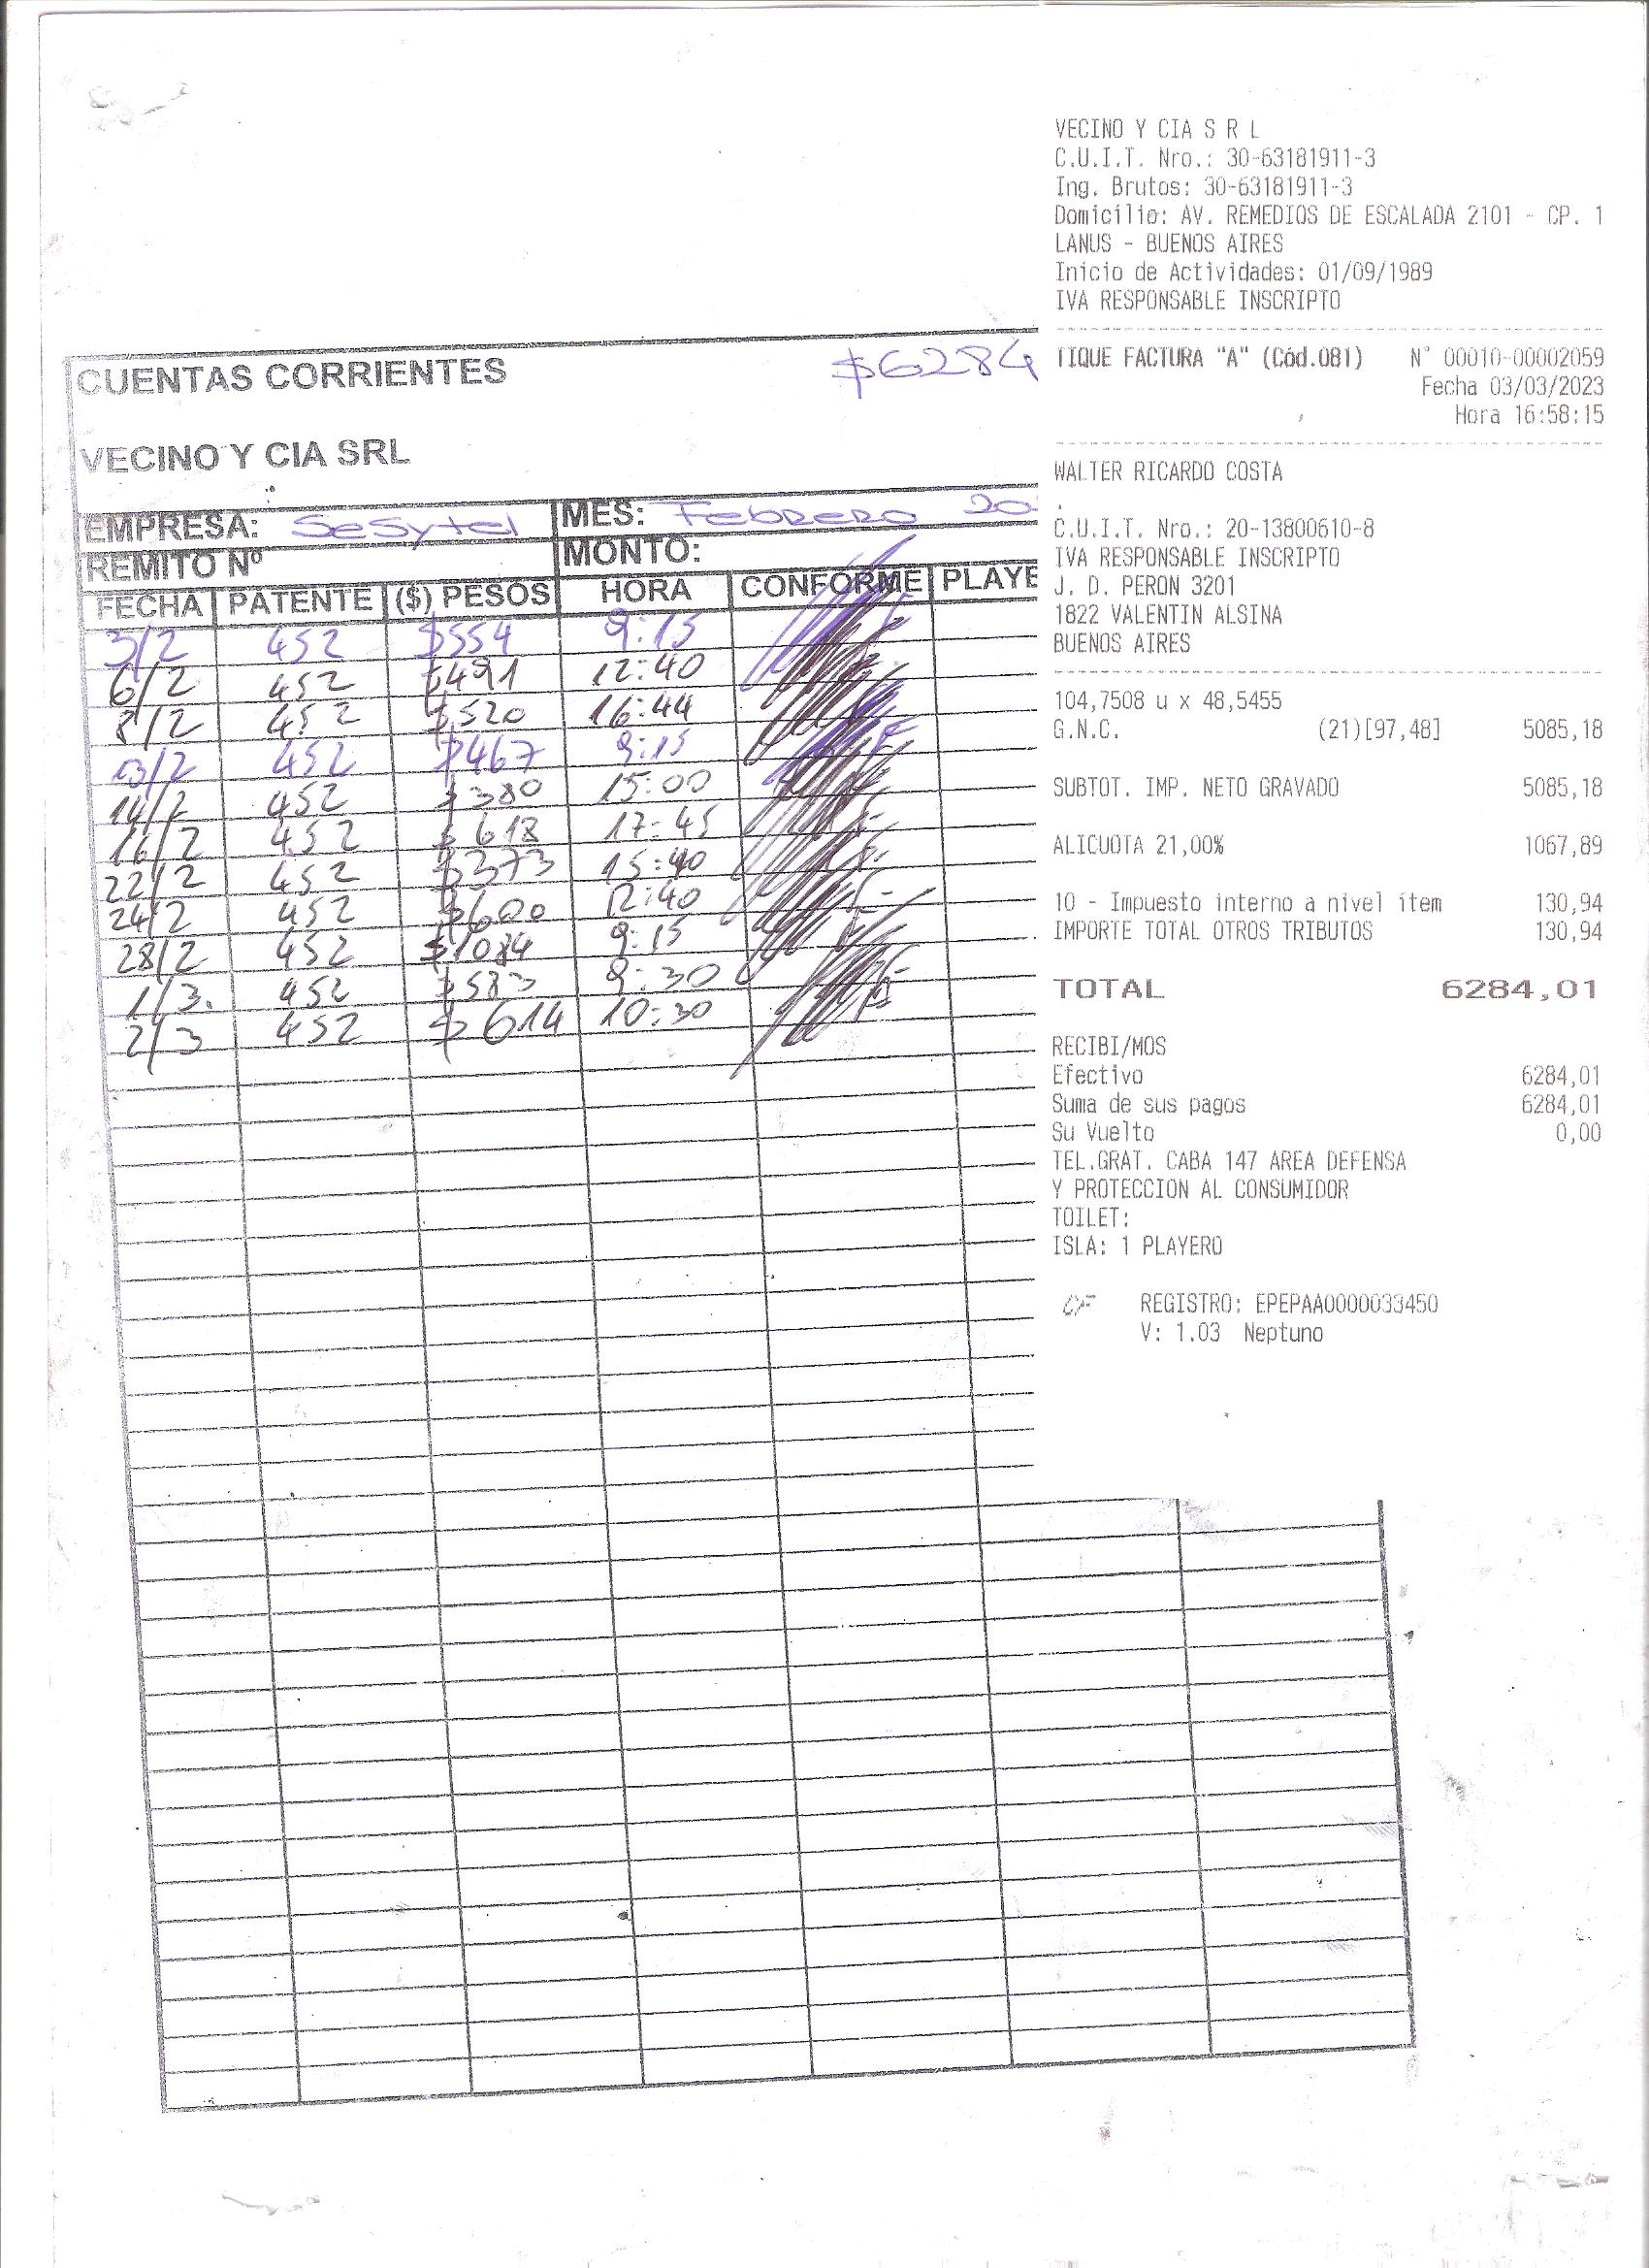 CUENTAS CORRIENTES $6284
VECINO Y CIA SRL
EMPRESA: SeSytel MES: Febrero 20
REMITO Nº MONTO:
FECHA PATENTE ($) PESOS HORA CONFORME PLAYE
3/2 452 $554 9:15
6/2 452 $491 12:40
8/2 452 $520 16:44
13/2 452 $467 9:15
14/2 452 $380 15:00
16/2 452 $618 17:45
22/2 452 $373 15:40
24/2 452 $600 12:40
28/2 452 $1084 9:15
1/3. 452 $583 9:30
2/3 452 $614 10:30
VECINO Y CIA S R L
C.U.I.T. Nro.: 30-63181911-3
Ing. Brutos: 30-63181911-3
Domicilio: AV. REMEDIOS DE ESCALADA 2101 - CP. 1
LANUS - BUENOS AIRES
Inicio de Actividades: 01/09/1989
IVA RESPONSABLE INSCRIPTO
TIQUE FACTURA "A" (Cód.081) N° 00010-00002059
Fecha 03/03/2023
Hora 16:58:15
WALTER RICARDO COSTA
.
C.U.I.T. Nro.: 20-13800610-8
IVA RESPONSABLE INSCRIPTO
J. D. PERON 3201
1822 VALENTIN ALSINA
BUENOS AIRES
104,7508 u x 48,5455
G.N.C. (21)[97,48] 5085,18
SUBTOT. IMP. NETO GRAVADO 5085,18
ALICUOTA 21,00% 1067,89
10 - Impuesto interno a nivel ítem 130,94
IMPORTE TOTAL OTROS TRIBUTOS 130,94
TOTAL 6284,01
RECIBI/MOS
Efectivo 6284,01
Suma de sus pagos 6284,01
Su Vuelto 0,00
TEL.GRAT. CABA 147 AREA DEFENSA
Y PROTECCION AL CONSUMIDOR
TOILET:
ISLA: 1 PLAYERO
CF REGISTRO: EPEPAA0000033450
V: 1.03 Neptuno